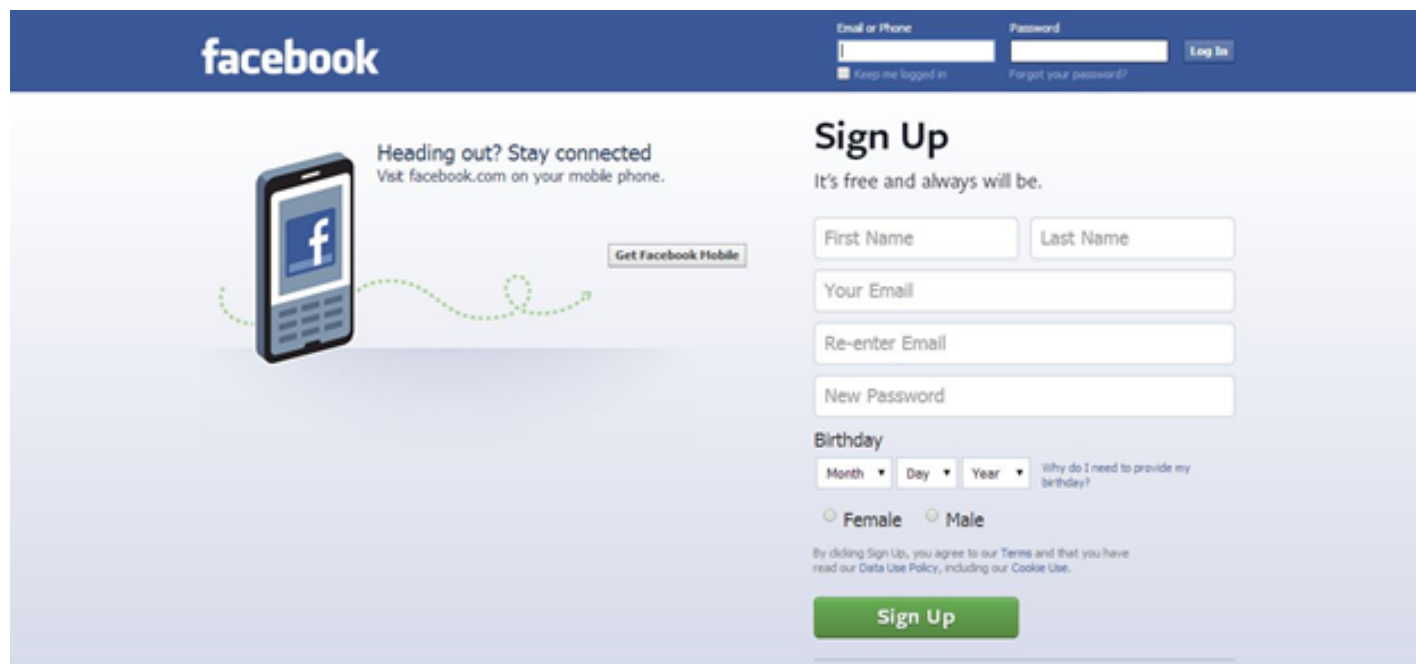 facebook
Email or Phone
Password
Log In
Keep me logged in
Forgot your password?
Heading out? Stay connected
Visit facebook.com on your mobile phone.
f
Get Facebook Mobile
Sign Up
It's free and always will be.
First Name
Last Name
Your Email
Re-enter Email
New Password
Birthday
Month
Day
Year
Why do I need to provide my
birthday?
Female
Male
By clicking Sign Up, you agree to our Terms and that you have
read our Data Use Policy, including our Cookie Use.
Sign Up